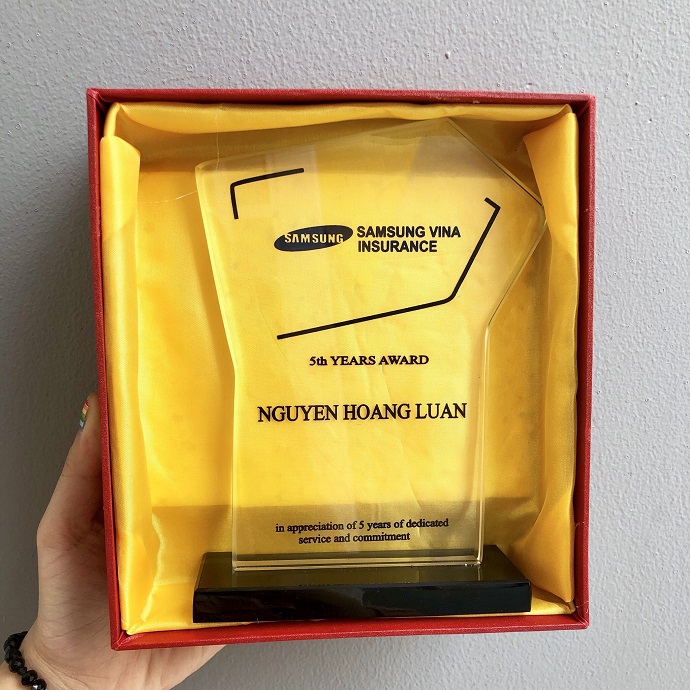 SAMSUNG
SAMSUNG VINA
INSURANCE
5th YEARS AWARD
NGUYEN HOANG LUAN
in appreciation of 5 years of dedicated
service and commitment